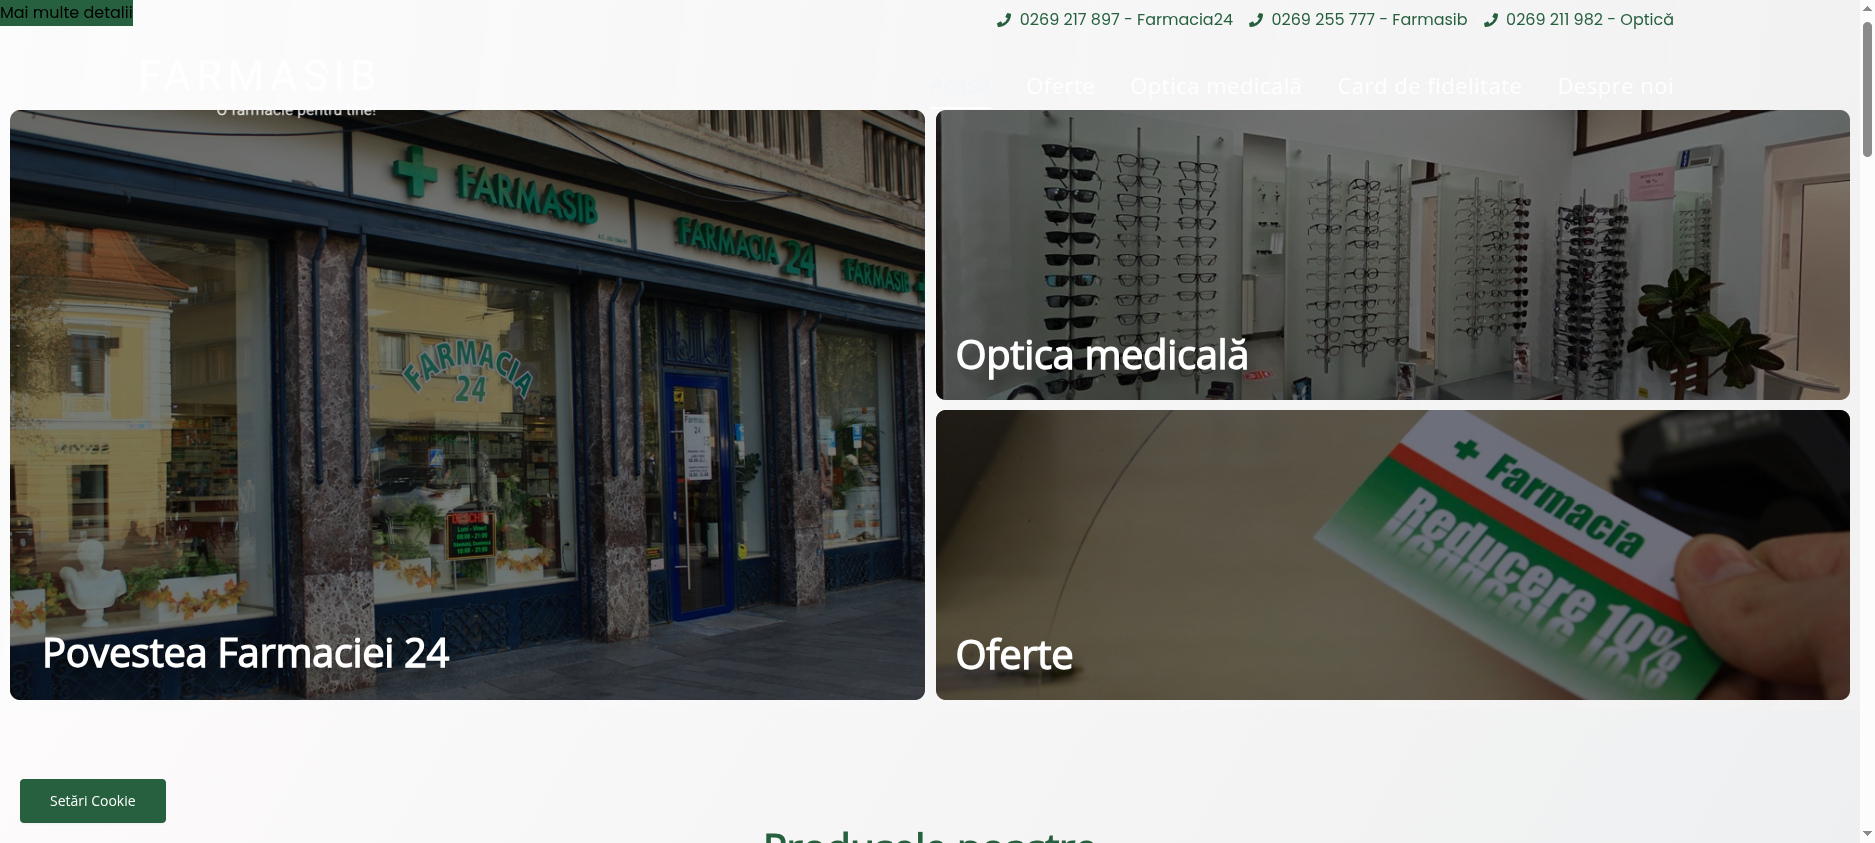 Mai multe detalii
0269 217 897 - Farmacia24
0269 255 777 - Farmasib
0269 211 982 - Optică
FARMASIB
O farmacie pentru tine!
Oferte
Optica medicală
Card de fidelitate
Despre noi
FARMASIB
FARMACIA 24
FARMASIB
FARMACIA
24
Povestea Farmaciei 24
Optica medicală
Farmacia
Reducere 10%
Oferte
Setări Cookie
Produsele noastre